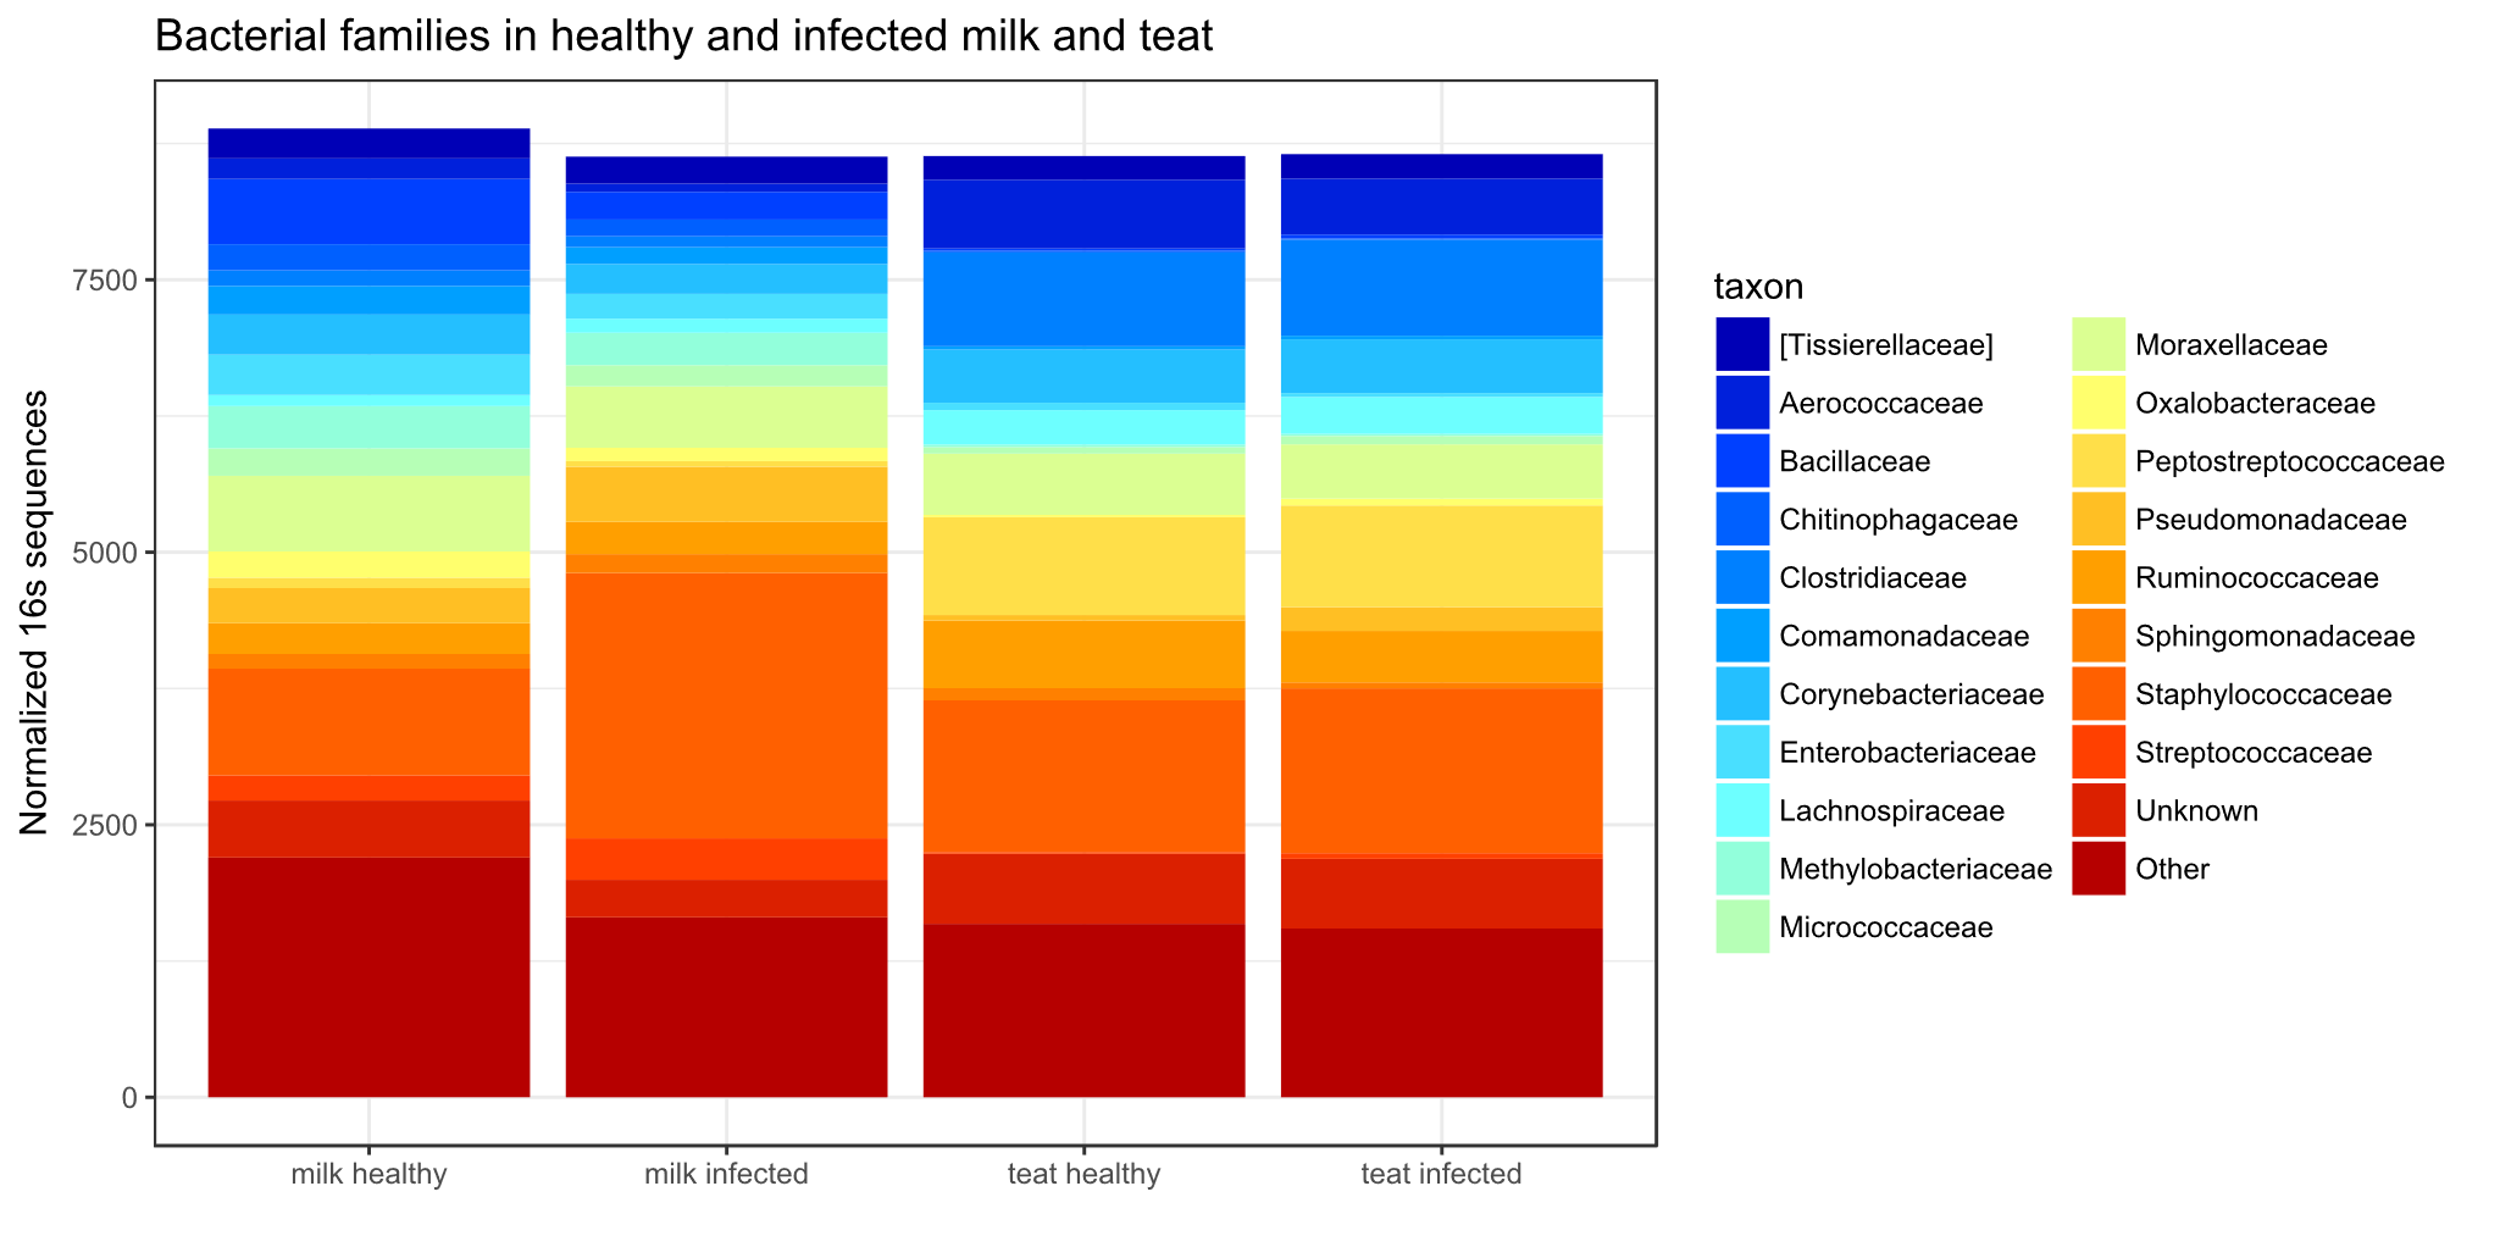 Bacterial families in healthy and infected milk and teat
Normalized 16s sequences
7500
5000
2500
0
milk healthy
milk infected
teat healthy
teat infected
taxon
[Tissierellaceae]
Aerococcaceae
Bacillaceae
Chitinophagaceae
Clostridiaceae
Comamonadaceae
Corynebacteriaceae
Enterobacteriaceae
Lachnospiraceae
Methylobacteriaceae
Micrococcaceae
Moraxellaceae
Oxalobacteraceae
Peptostreptococcaceae
Pseudomonadaceae
Ruminococcaceae
Sphingomonadaceae
Staphylococcaceae
Streptococcaceae
Unknown
Other